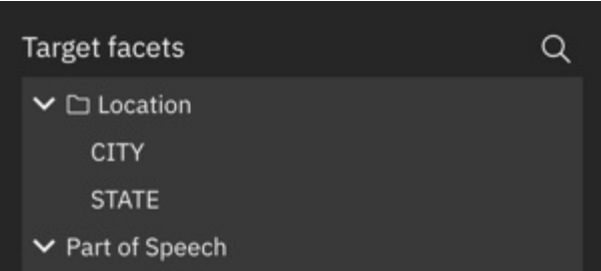 Target facets
Location
CITY
STATE
Part of Speech